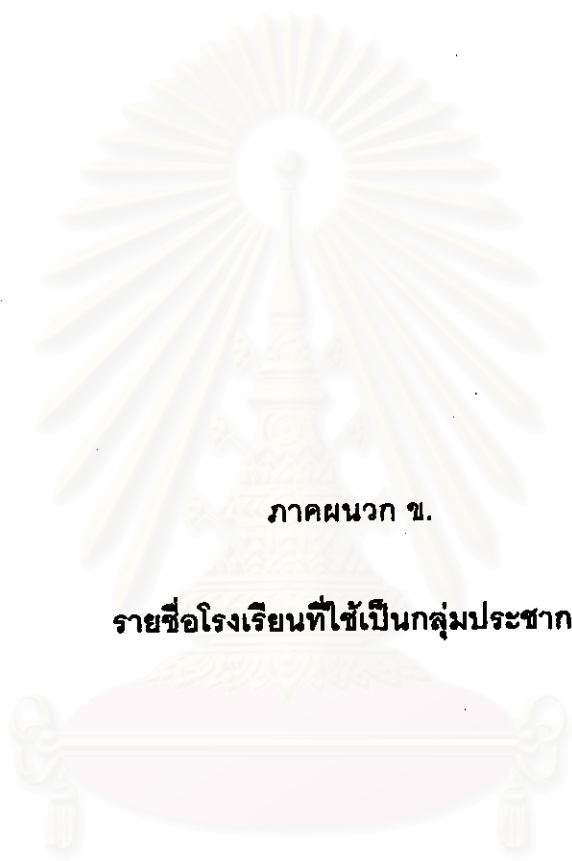 ภาคผนวก ข.
รายชื่อโรงเรียนที่ใช้เป็นกลุ่มประชาก